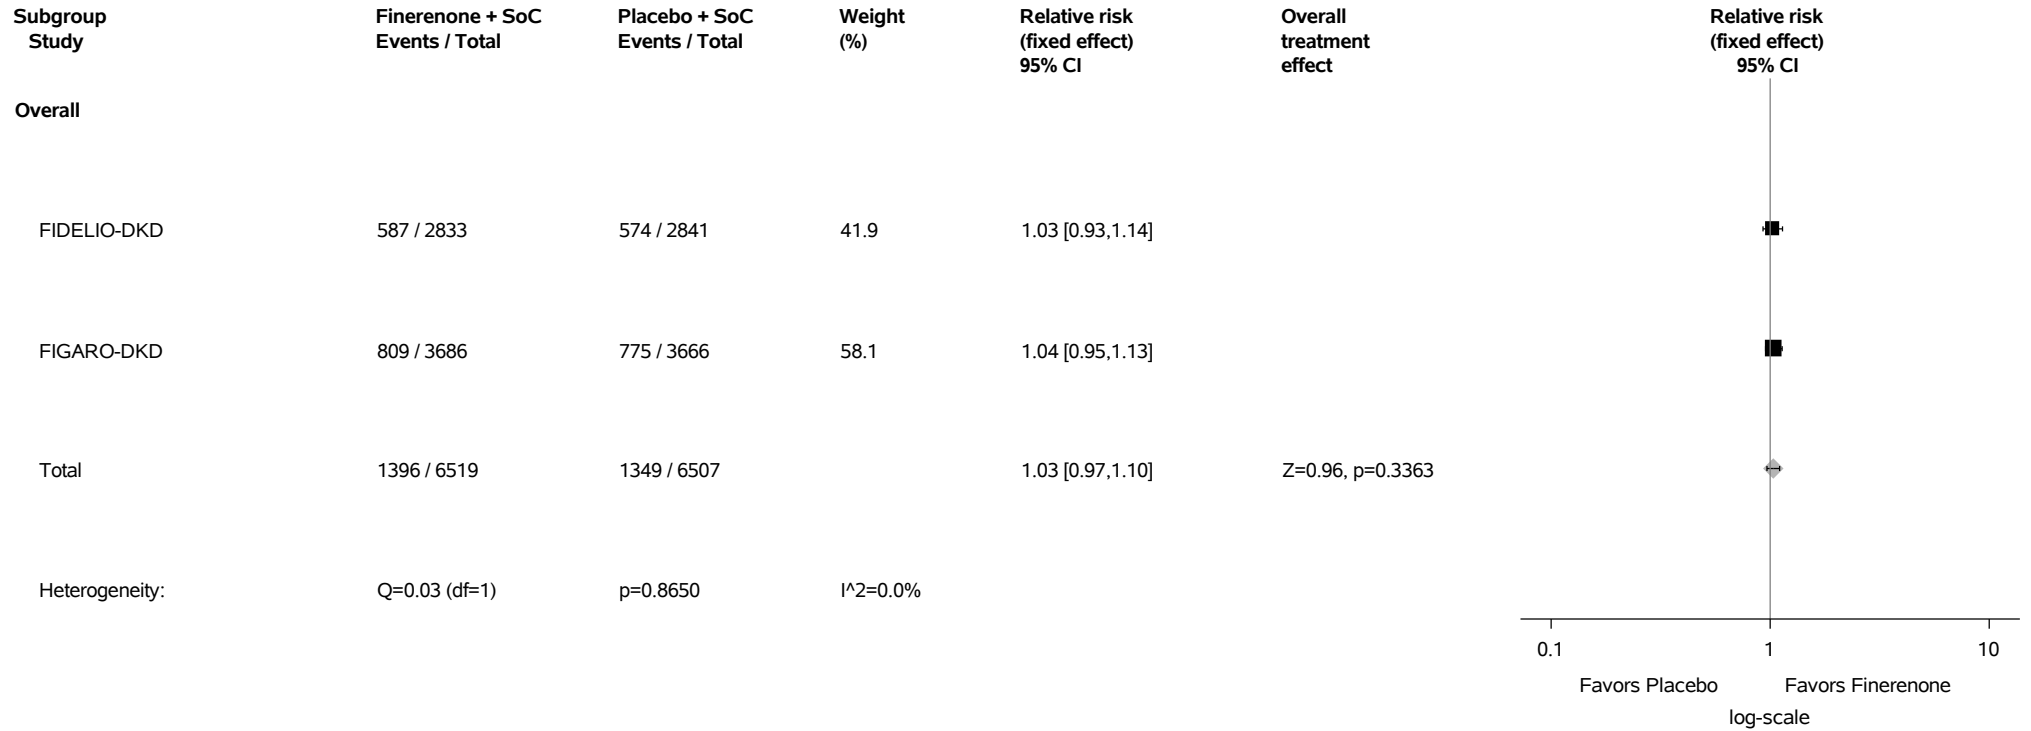 Subgroup Finerenone + SoC Placebo + SoC Weight Relative risk Overall Relative risk
Study Events / Total Events / Total (%) (fixed effect) treatment (fixed effect)
95% CI effect 95% CI
Overall
FIDELIO-DKD 587 / 2833 574 / 2841 41.9 1.03 [0.93,1.14]
FIGARO-DKD 809 / 3686 775 / 3666 58.1 1.04 [0.95,1.13]
Total 1396 / 6519 1349 / 6507 1.03 [0.97,1.10] Z=0.96, p=0.3363
Heterogeneity: Q=0.03 (df=1) p=0.8650 I^2=0.0%
0.1 1 10
Favors Placebo Favors Finerenone
log-scale